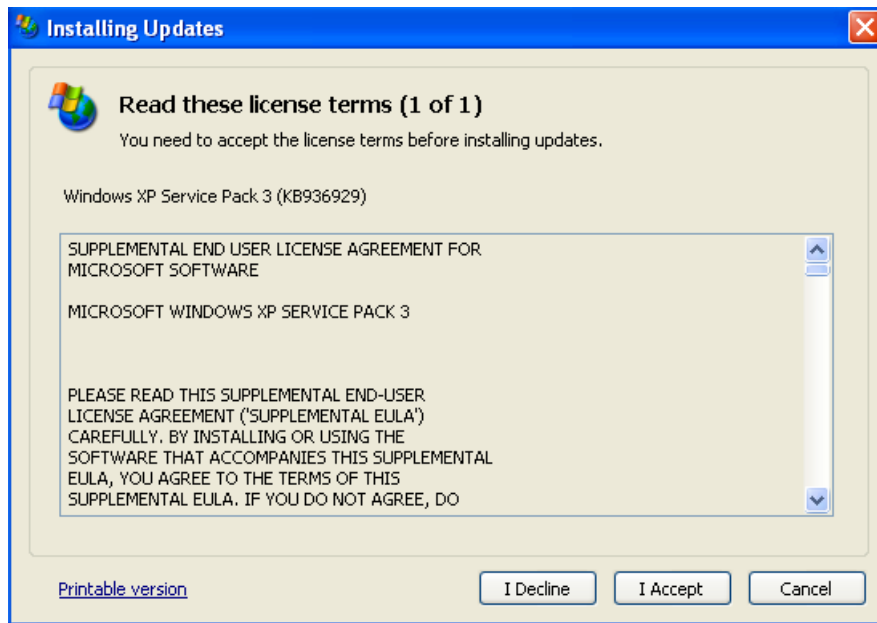 Installing Updates
Read these license terms (1 of 1)
You need to accept the license terms before installing updates.
Windows XP Service Pack 3 (KB936929)
SUPPLEMENTAL END USER LICENSE AGREEMENT FOR
MICROSOFT SOFTWARE
MICROSOFT WINDOWS XP SERVICE PACK 3
PLEASE READ THIS SUPPLEMENTAL END-USER
LICENSE AGREEMENT ('SUPPLEMENTAL EULA')
CAREFULLY. BY INSTALLING OR USING THE
SOFTWARE THAT ACCOMPANIES THIS SUPPLEMENTAL
EULA, YOU AGREE TO THE TERMS OF THIS
SUPPLEMENTAL EULA. IF YOU DO NOT AGREE, DO
Printable version I Decline I Accept Cancel